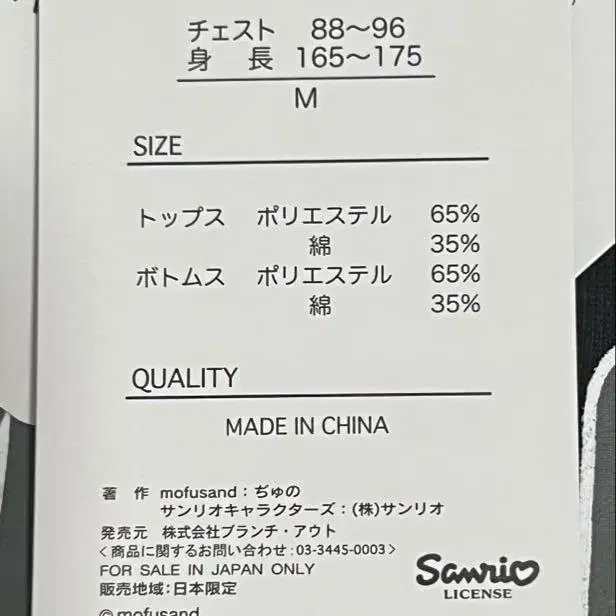 チェスト 88〜96
身長 165〜175
M
SIZE
トップス ポリエステル 65%
綿 35%
ボトムス ポリエステル 65%
綿 35%
QUALITY
MADE IN CHINA
著作 mofusand：ぢゅの
サンリオキャラクターズ：(株)サンリオ
発売元 株式会社ブランチ・アウト
〈商品に関するお問い合わせ：03-3445-0003〉
FOR SALE IN JAPAN ONLY
販売地域：日本限定
© mofusand
Sanrio
LICENSE